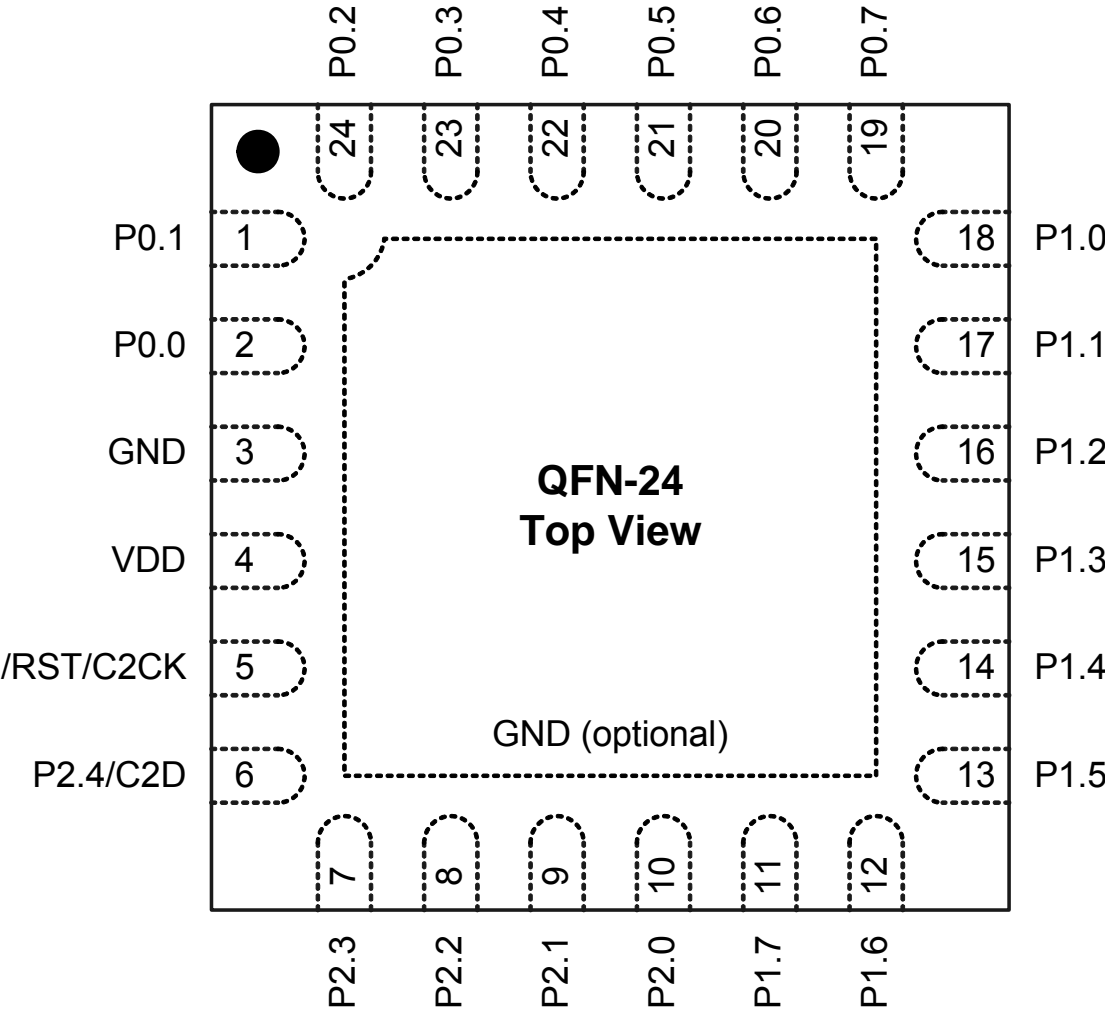 P0.2 P0.3 P0.4 P0.5 P0.6 P0.7
24 23 22 21 20 19
P0.1 1 18 P1.0
P0.0 2 17 P1.1
GND 3 16 P1.2
QFN-24
Top View
VDD 4 15 P1.3
/RST/C2CK 5 14 P1.4
GND (optional)
P2.4/C2D 6 13 P1.5
7 8 9 10 11 12
P2.3 P2.2 P2.1 P2.0 P1.7 P1.6